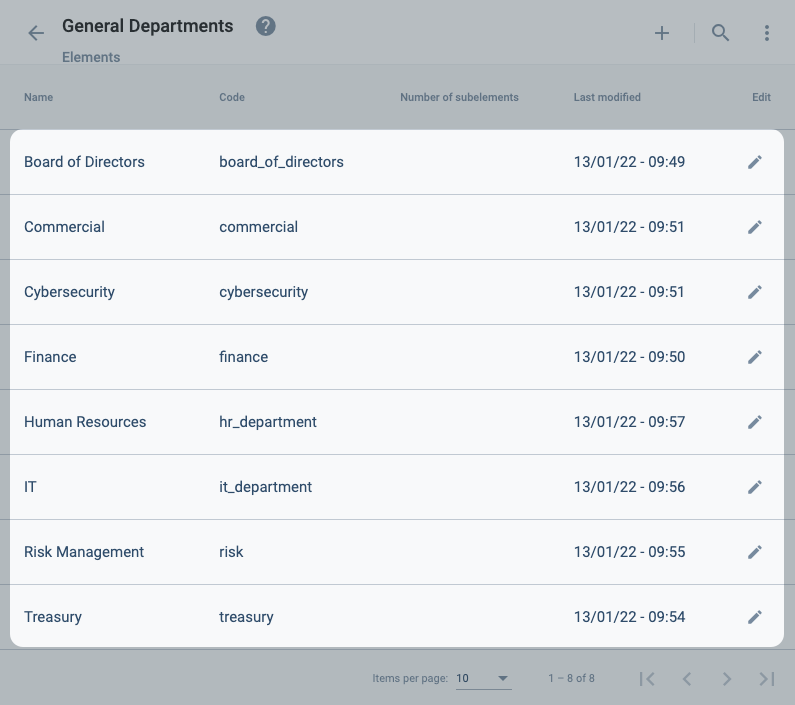 General Departments ?
Elements
Name Code Number of subelements Last modified Edit
Board of Directors board_of_directors 13/01/22 - 09:49
Commercial commercial 13/01/22 - 09:51
Cybersecurity cybersecurity 13/01/22 - 09:51
Finance finance 13/01/22 - 09:50
Human Resources hr_department 13/01/22 - 09:57
IT it_department 13/01/22 - 09:56
Risk Management risk 13/01/22 - 09:55
Treasury treasury 13/01/22 - 09:54
Items per page: 10 1 – 8 of 8